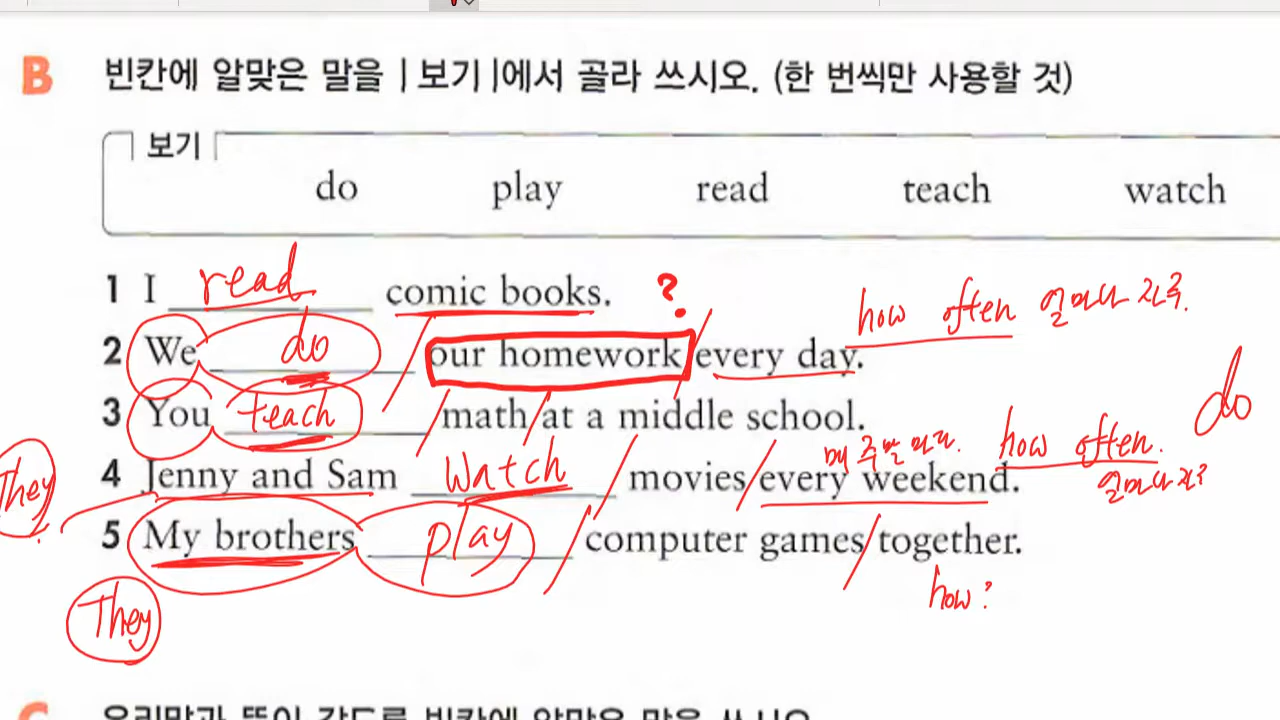 B 빈칸에 알맞은 말을 | 보기 |에서 골라 쓰시오. (한 번씩만 사용할 것)
보기
do play read teach watch
1 I read comic books. ?
how often 얼마나 자주
2 We do our homework every day.
3 You teach math at a middle school.
do
매 주말 마다. how often.
They 4 Jenny and Sam watch movies every weekend.
얼마나 자주?
5 My brothers play computer games together.
They how?